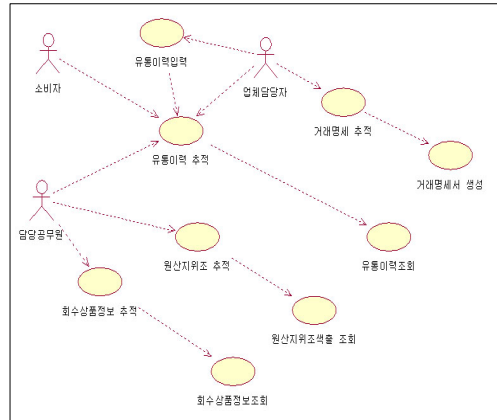 유통이력입력
소비자
업체담당자
거래명세 추적
유통이력 추적
거래명세서 생성
담당공무원
원산지위조 추적
유통이력조회
회수상품정보 추적
원산지위조색출 조회
회수상품정보조회